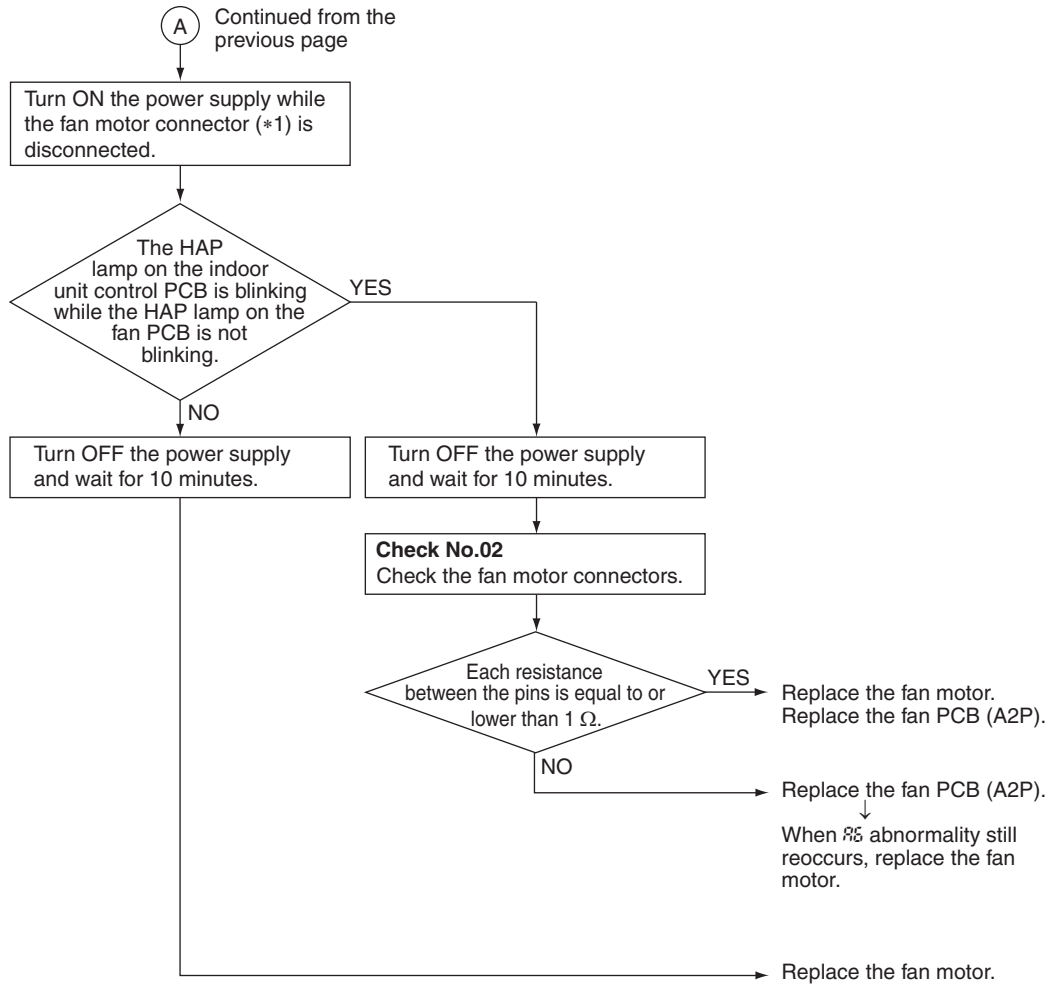 A
Continued from the
previous page
Turn ON the power supply while
the fan motor connector (*1) is
disconnected.
The HAP
lamp on the indoor
unit control PCB is blinking
while the HAP lamp on the
fan PCB is not
blinking.
YES
NO
Turn OFF the power supply
and wait for 10 minutes.
Turn OFF the power supply
and wait for 10 minutes.
Check No.02
Check the fan motor connectors.
Each resistance
between the pins is equal to or
lower than 1 Ω.
YES
Replace the fan motor.
Replace the fan PCB (A2P).
NO
Replace the fan PCB (A2P).
↓
When A6 abnormality still
reoccurs, replace the fan
motor.
Replace the fan motor.